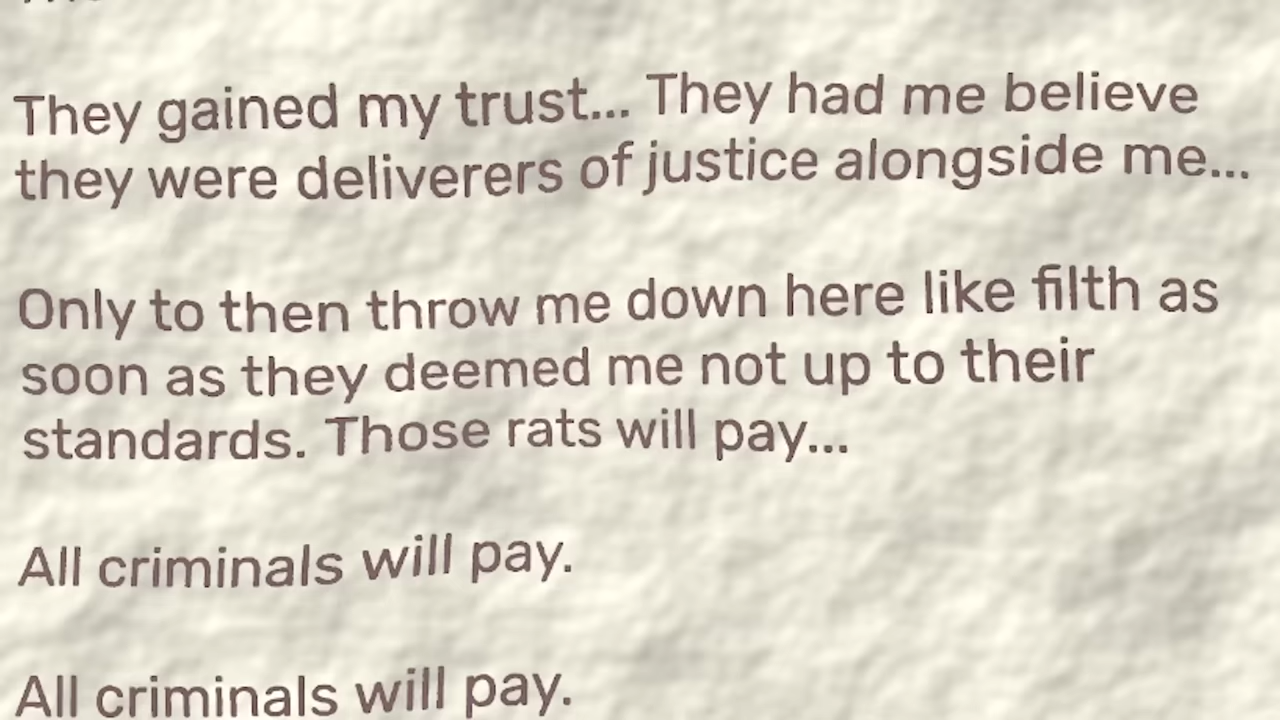 They gained my trust... They had me believe
they were deliverers of justice alongside me...
Only to then throw me down here like filth as
soon as they deemed me not up to their
standards. Those rats will pay...
All criminals will pay.
All criminals will pay.